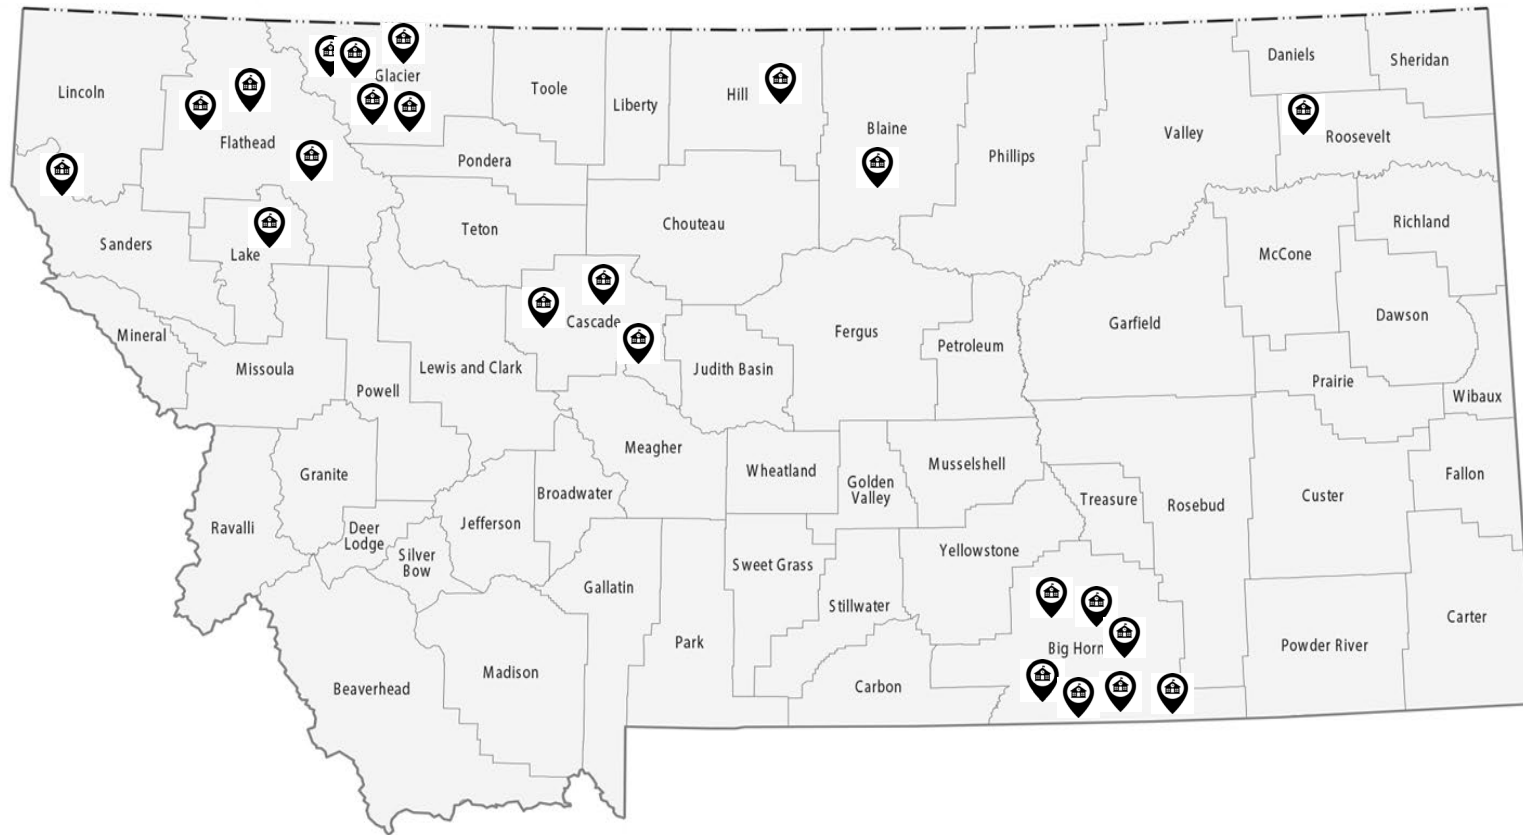 Daniels
Sheridan
Glacier
Lincoln
Toole
Liberty
Hill
Blaine
Valley
Roosevelt
Flathead
Phillips
Pondera
Richland
Chouteau
Teton
Sanders
Lake
McCone
Dawson
Cascade
Garfield
Mineral
Fergus
Petroleum
Missoula
Lewis and Clark
Judith Basin
Prairie
Powell
Wibaux
Meagher
Musselshell
Wheatland
Granite
Golden
Valley
Fallon
Broadwater
Custer
Treasure
Rosebud
Jefferson
Ravalli
Deer
Lodge
Silver
Bow
Yellowstone
Sweet Grass
Gallatin
Stillwater
Carter
Park
Powder River
Big Horn
Madison
Beaverhead
Carbon